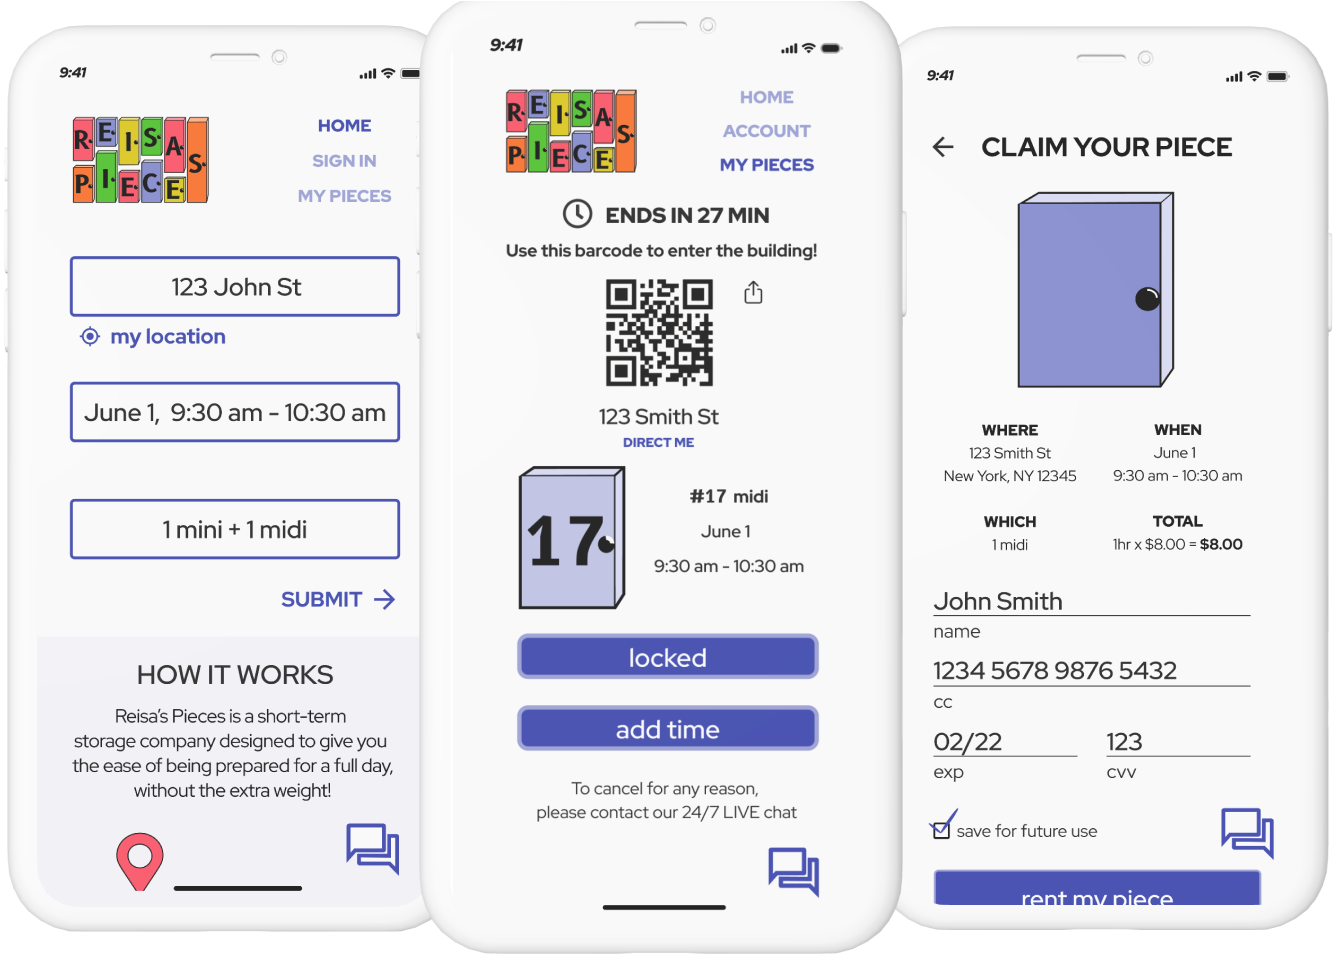 9:41
R.E.I.S.A.S.
P.I.E.C.E.
HOME
SIGN IN
MY PIECES
123 John St
my location
June 1, 9:30 am - 10:30 am
1 mini + 1 midi
SUBMIT
HOW IT WORKS
Reisa's Pieces is a short-term
storage company designed to give you
the ease of being prepared for a full day,
without the extra weight!
9:41
R.E.I.S.A.S.
P.I.E.C.E.
HOME
ACCOUNT
MY PIECES
ENDS IN 27 MIN
Use this barcode to enter the building!
123 Smith St
DIRECT ME
17
#17 midi
June 1
9:30 am - 10:30 am
locked
add time
To cancel for any reason,
please contact our 24/7 LIVE chat
9:41
CLAIM YOUR PIECE
WHERE
123 Smith St
New York, NY 12345
WHEN
June 1
9:30 am - 10:30 am
WHICH
1 midi
TOTAL
1hr x $8.00 = $8.00
John Smith
name
1234 5678 9876 5432
cc
02/22
exp
123
cvv
save for future use
rent my piece